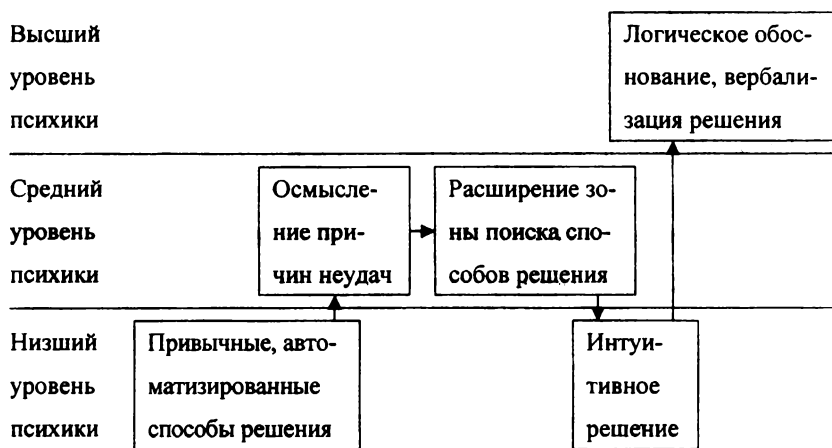 Высший
уровень
психики
Логическое обос-
нование, вербали-
зация решения
Средний
уровень
психики
Осмысле-
ние при-
чин неудач
Расширение зо-
ны поиска спо-
собов решения
Низший
уровень
психики
Привычные, авто-
матизированные
способы решения
Интуи-
тивное
решение